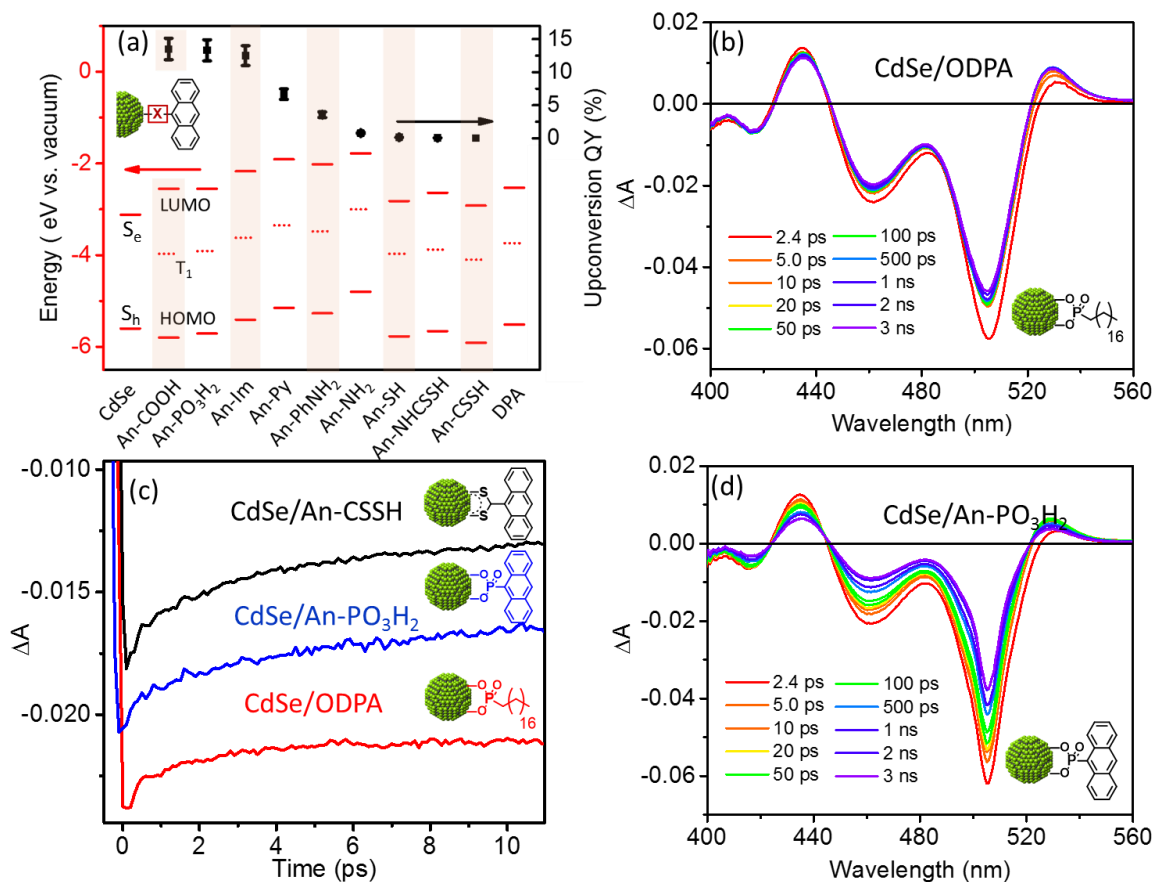 (a)
Energy ( eV vs. vacuum)
0
-2
-4
-6
X
LUMO
S_e
T_1
S_h
HOMO
15
10
5
0
Upconversion QY (%)
CdSe
An-COOH
An-PO_3H_2
An-Im
An-Py
An-PhNH_2
An-NH_2
An-SH
An-NHCSSH
An-CSSH
DPA
(b)
CdSe/ODPA
ΔA
0.02
0.00
-0.02
-0.04
-0.06
2.4 ps
5.0 ps
10 ps
20 ps
50 ps
100 ps
500 ps
1 ns
2 ns
3 ns
O
P
O
O
16
400 440 480 520 560
Wavelength (nm)
(c)
ΔA
-0.010
-0.015
-0.020
CdSe/An-CSSH
S
S
CdSe/An-PO_3H_2
O
P
O
O
CdSe/ODPA
O
P
O
O
16
0 2 4 6 8 10
Time (ps)
(d)
CdSe/An-PO_3H_2
ΔA
0.02
0.00
-0.02
-0.04
-0.06
2.4 ps
5.0 ps
10 ps
20 ps
50 ps
100 ps
500 ps
1 ns
2 ns
3 ns
O
P
O
O
400 440 480 520 560
Wavelength (nm)